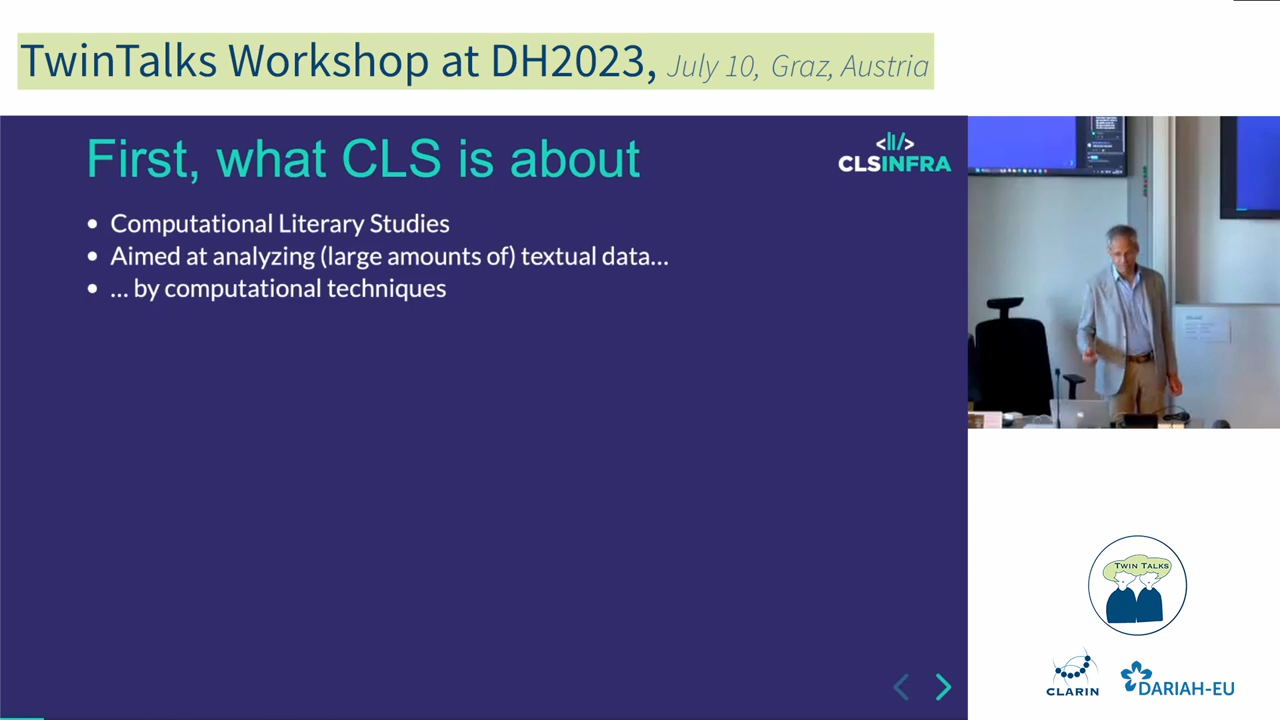 TwinTalks Workshop at DH2023, July 10, Graz, Austria
First, what CLS is about
CLSINFRA
• Computational Literary Studies
• Aimed at analyzing (large amounts of) textual data...
• ... by computational techniques
TWIN TALKS
CLARIN
DARIAH-EU